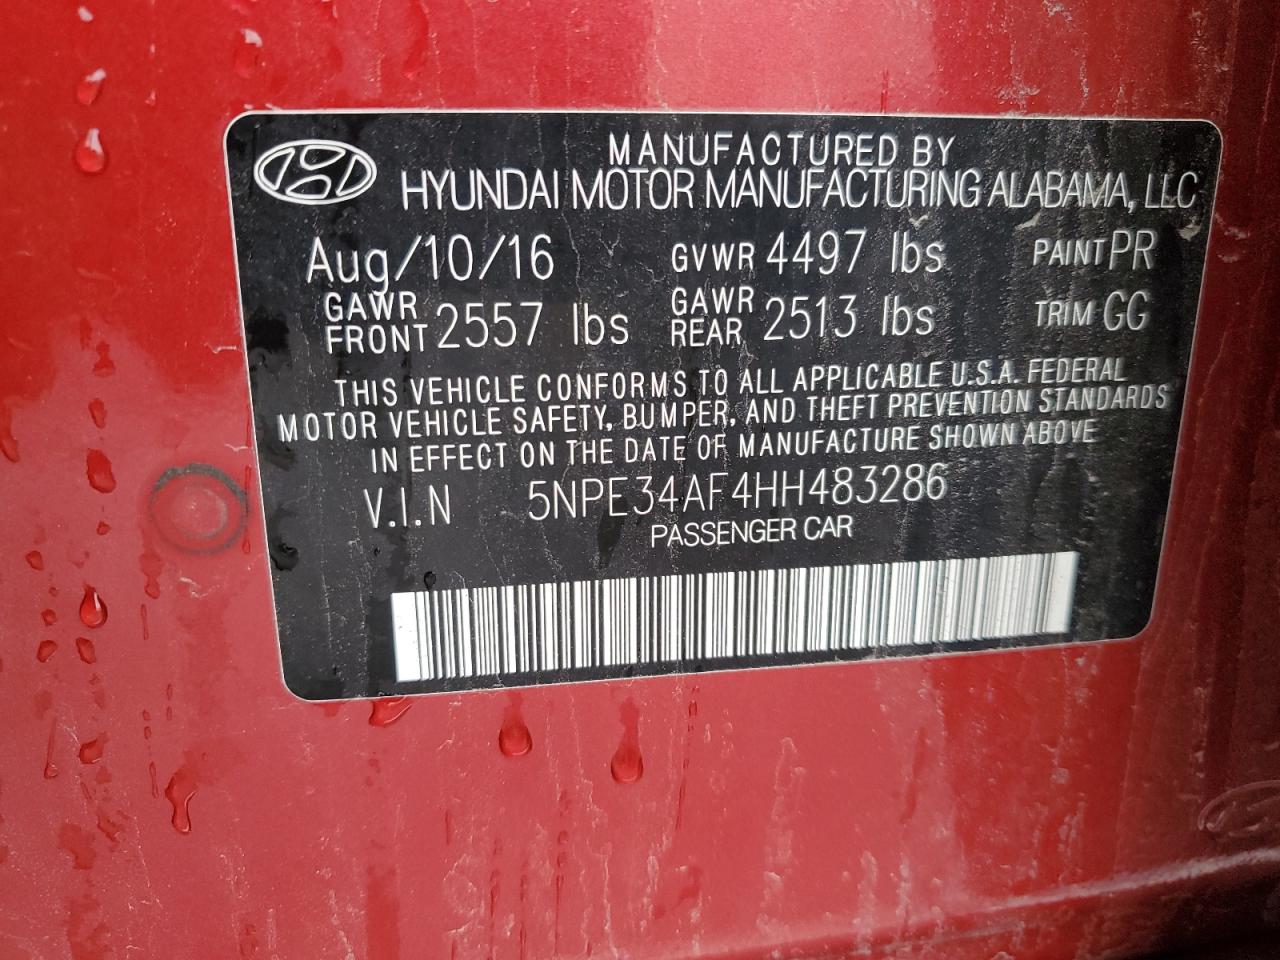 MANUFACTURED BY
HYUNDAI MOTOR MANUFACTURING ALABAMA, LLC
Aug/10/16 GVWR 4497 lbs PAINT PR
GAWR FRONT 2557 lbs GAWR REAR 2513 lbs TRIM GG
THIS VEHICLE CONFORMS TO ALL APPLICABLE U.S.A. FEDERAL
MOTOR VEHICLE SAFETY, BUMPER, AND THEFT PREVENTION STANDARDS
IN EFFECT ON THE DATE OF MANUFACTURE SHOWN ABOVE
V.I.N 5NPE34AF4HH483286
PASSENGER CAR